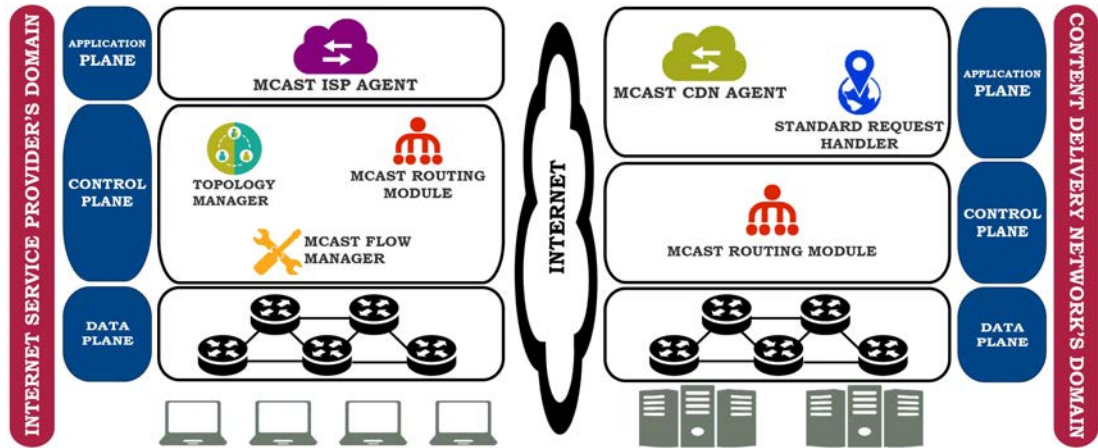 INTERNET SERVICE PROVIDER'S DOMAIN
APPLICATION
PLANE
MCAST ISP AGENT
CONTROL
PLANE
TOPOLOGY
MANAGER
MCAST ROUTING
MODULE
MCAST FLOW
MANAGER
DATA
PLANE
INTERNET
MCAST CDN AGENT
STANDARD REQUEST
HANDLER
APPLICATION
PLANE
MCAST ROUTING MODULE
CONTROL
PLANE
DATA
PLANE
CONTENT DELIVERY NETWORK'S DOMAIN